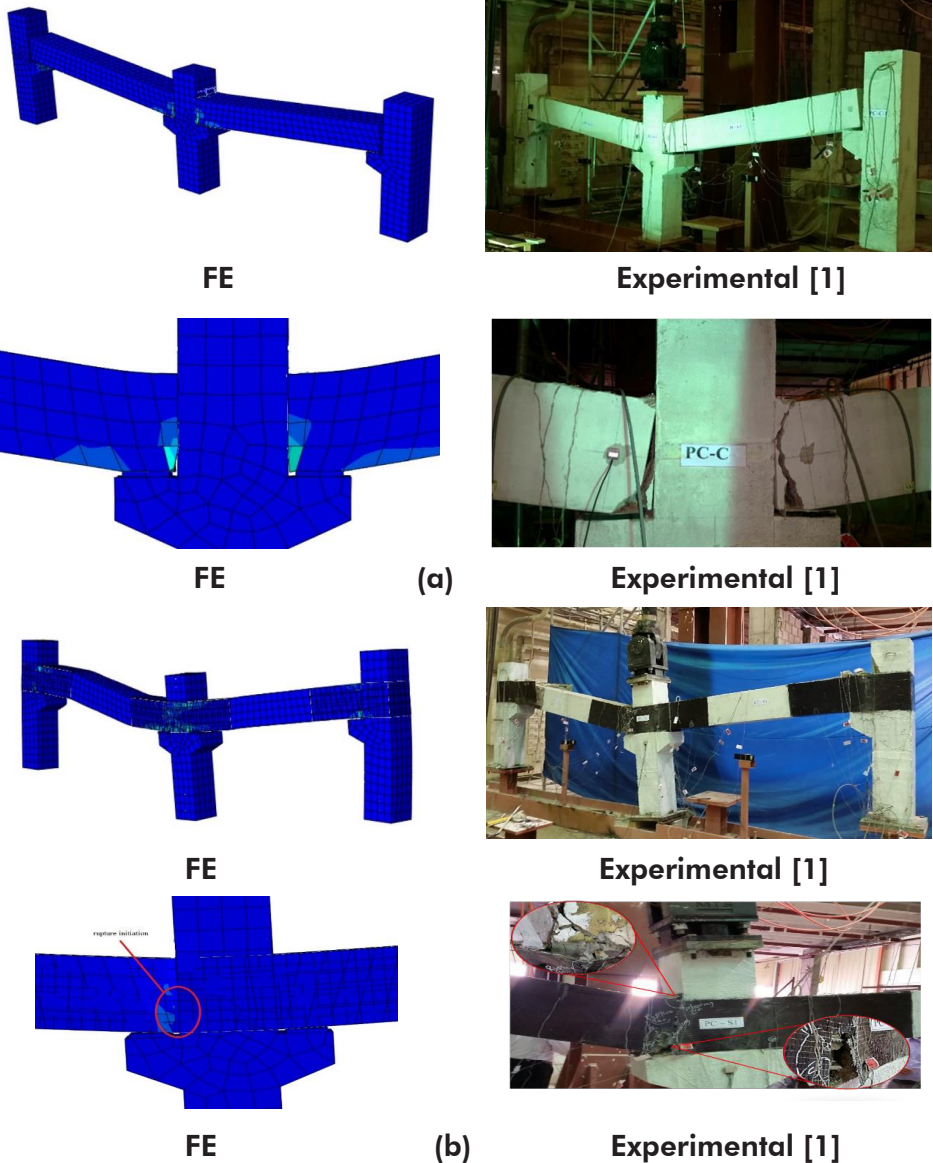 FE
Experimental [1]
PC-C
FE
(a)
Experimental [1]
FE
Experimental [1]
rupture initiation
PC-S1
FE
(b)
Experimental [1]